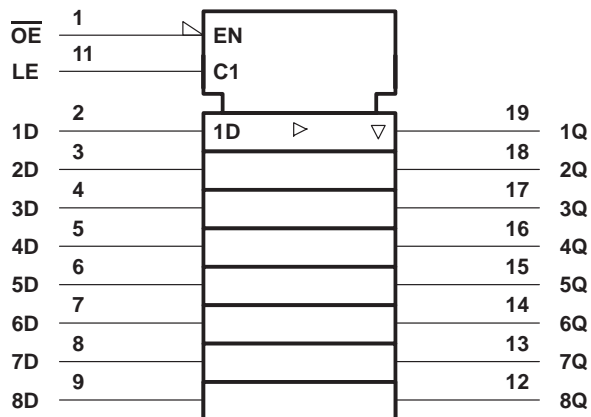 OE 1 EN
LE 11 C1
1D 2 1D 19 1Q
2D 3 18 2Q
3D 4 17 3Q
4D 5 16 4Q
5D 6 15 5Q
6D 7 14 6Q
7D 8 13 7Q
8D 9 12 8Q